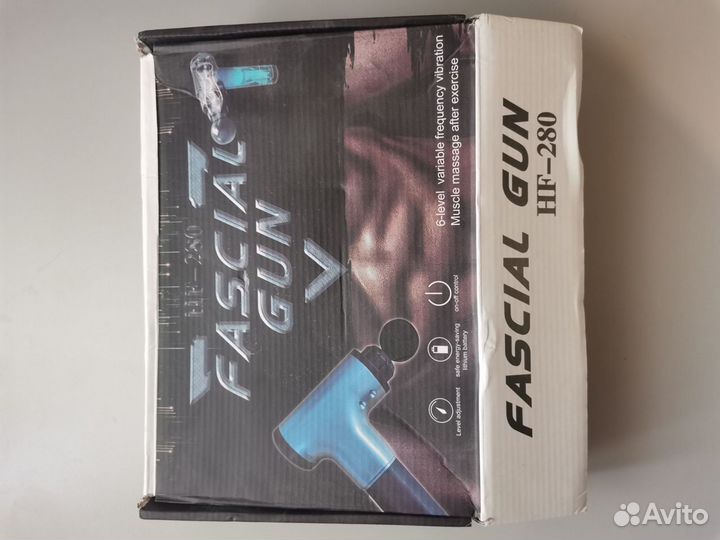 HF-280
FASCIAL
GUN
6-level variable frequency vibration
Muscle massage after exercise
Level adjustment
safe energy-saving
lithium battery
on-off control
FASCIAL GUN
HF-280
Avito